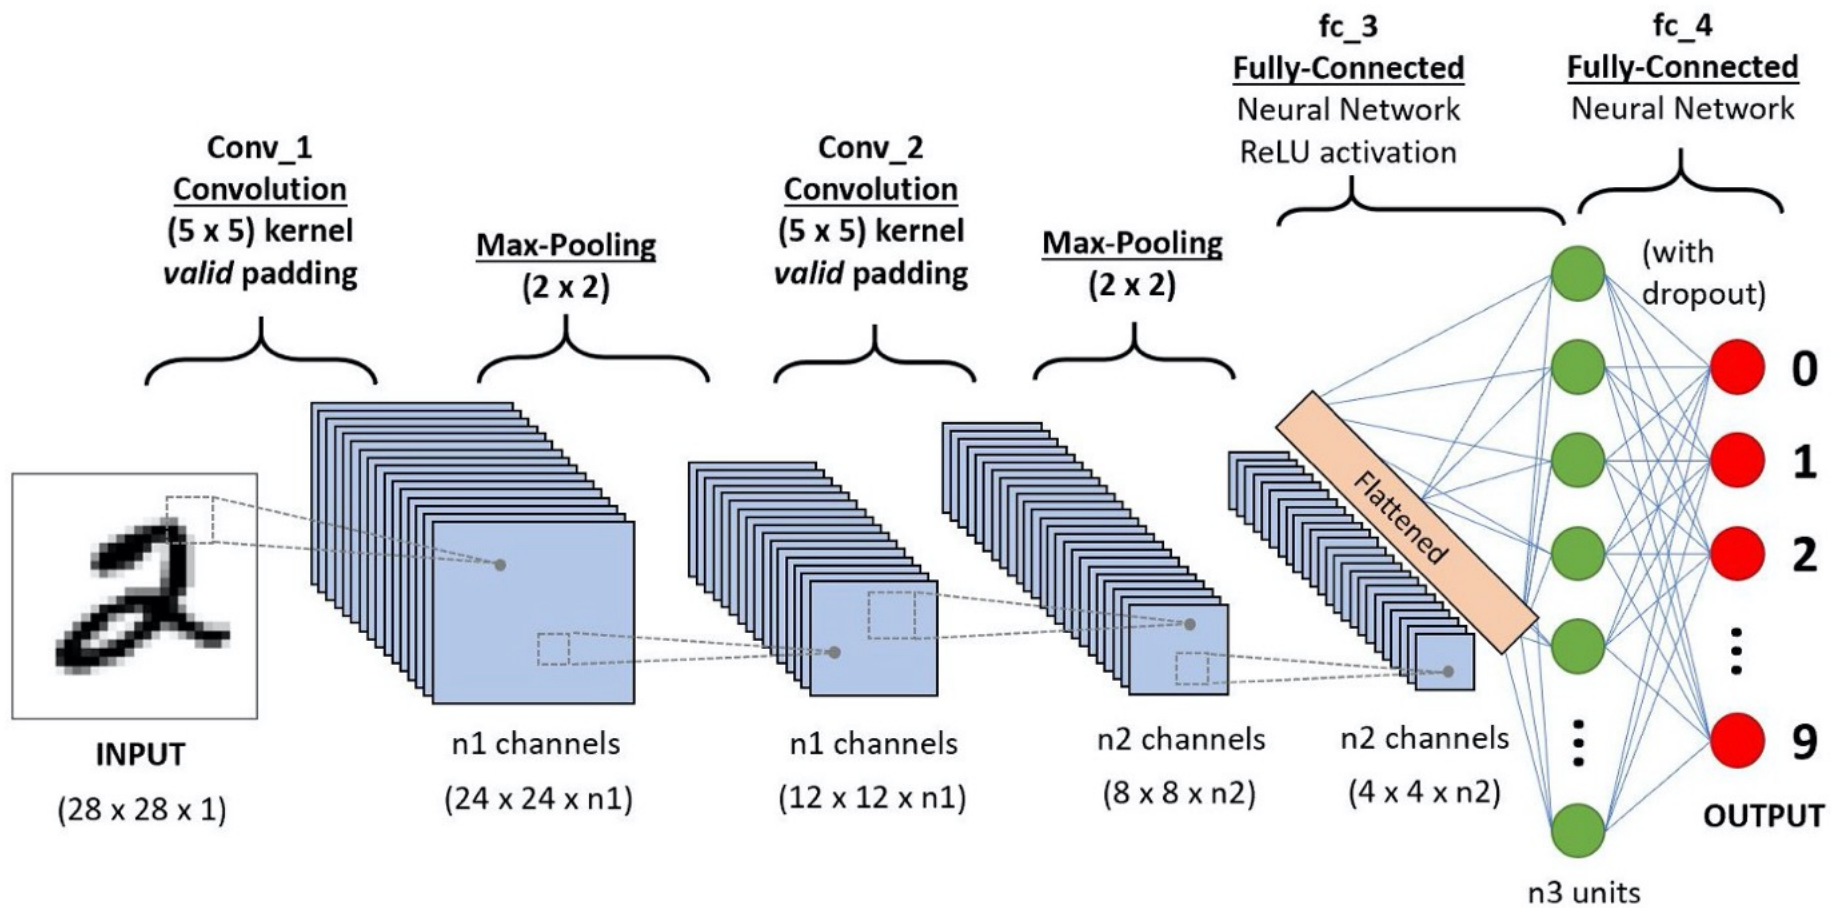 Conv_1
Convolution
(5 x 5) kernel
valid padding
Max-Pooling
(2 x 2)
Conv_2
Convolution
(5 x 5) kernel
valid padding
Max-Pooling
(2 x 2)
fc_3
Fully-Connected
Neural Network
ReLU activation
fc_4
Fully-Connected
Neural Network
(with
dropout)
Flattened
0
1
2
9
INPUT
(28 x 28 x 1)
n1 channels
(24 x 24 x n1)
n1 channels
(12 x 12 x n1)
n2 channels
(8 x 8 x n2)
n2 channels
(4 x 4 x n2)
OUTPUT
n3 units
2